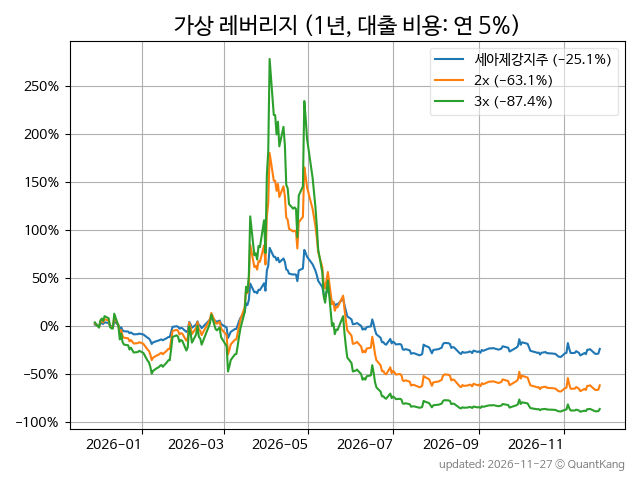 가상 레버리지 (1년, 대출 비용: 연 5%)
세아제강지주 (-25.1%)
2x (-63.1%)
3x (-87.4%)
250%
200%
150%
100%
50%
0%
-50%
-100%
2026-01 2026-03 2026-05 2026-07 2026-09 2026-11
updated: 2026-11-27 © QuantKang